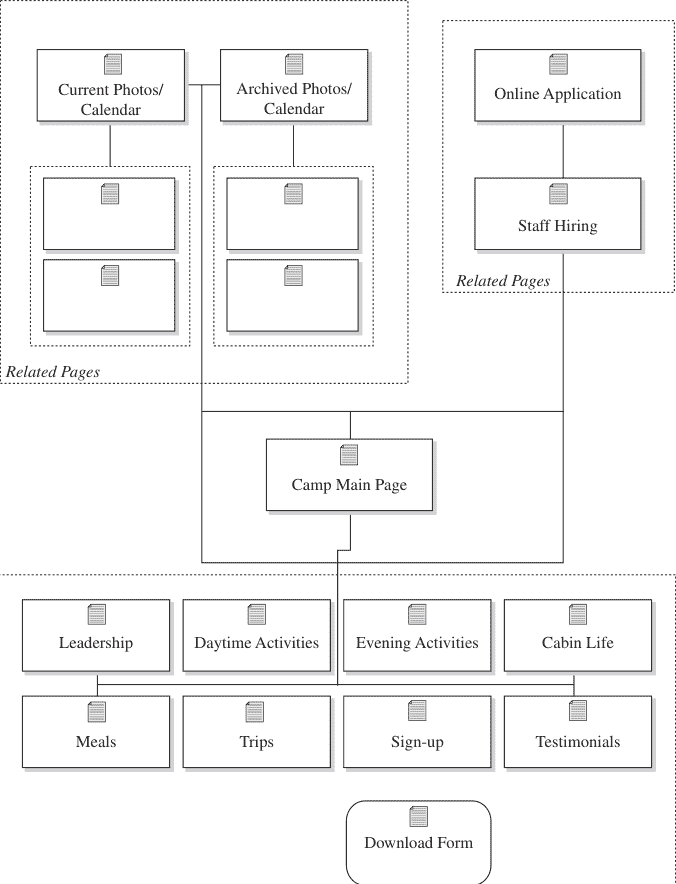 Current Photos/
Calendar
Archived Photos/
Calendar
Related Pages
Online Application
Staff Hiring
Related Pages
Camp Main Page
Leadership
Daytime Activities
Evening Activities
Cabin Life
Meals
Trips
Sign-up
Testimonials
Download Form